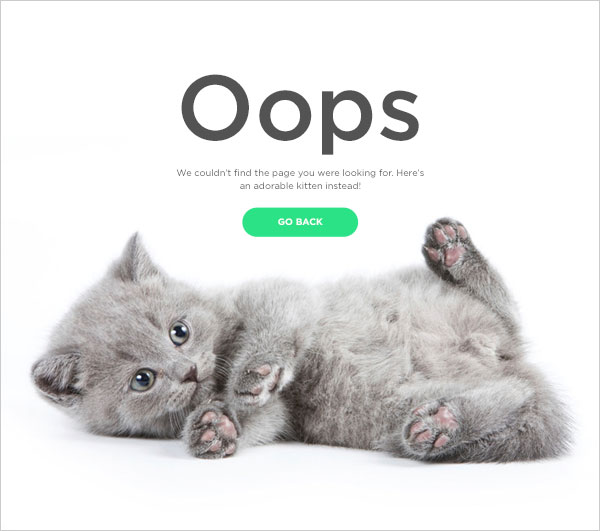 Oops
We couldn't find the page you were looking for. Here's
an adorable kitten instead!
GO BACK